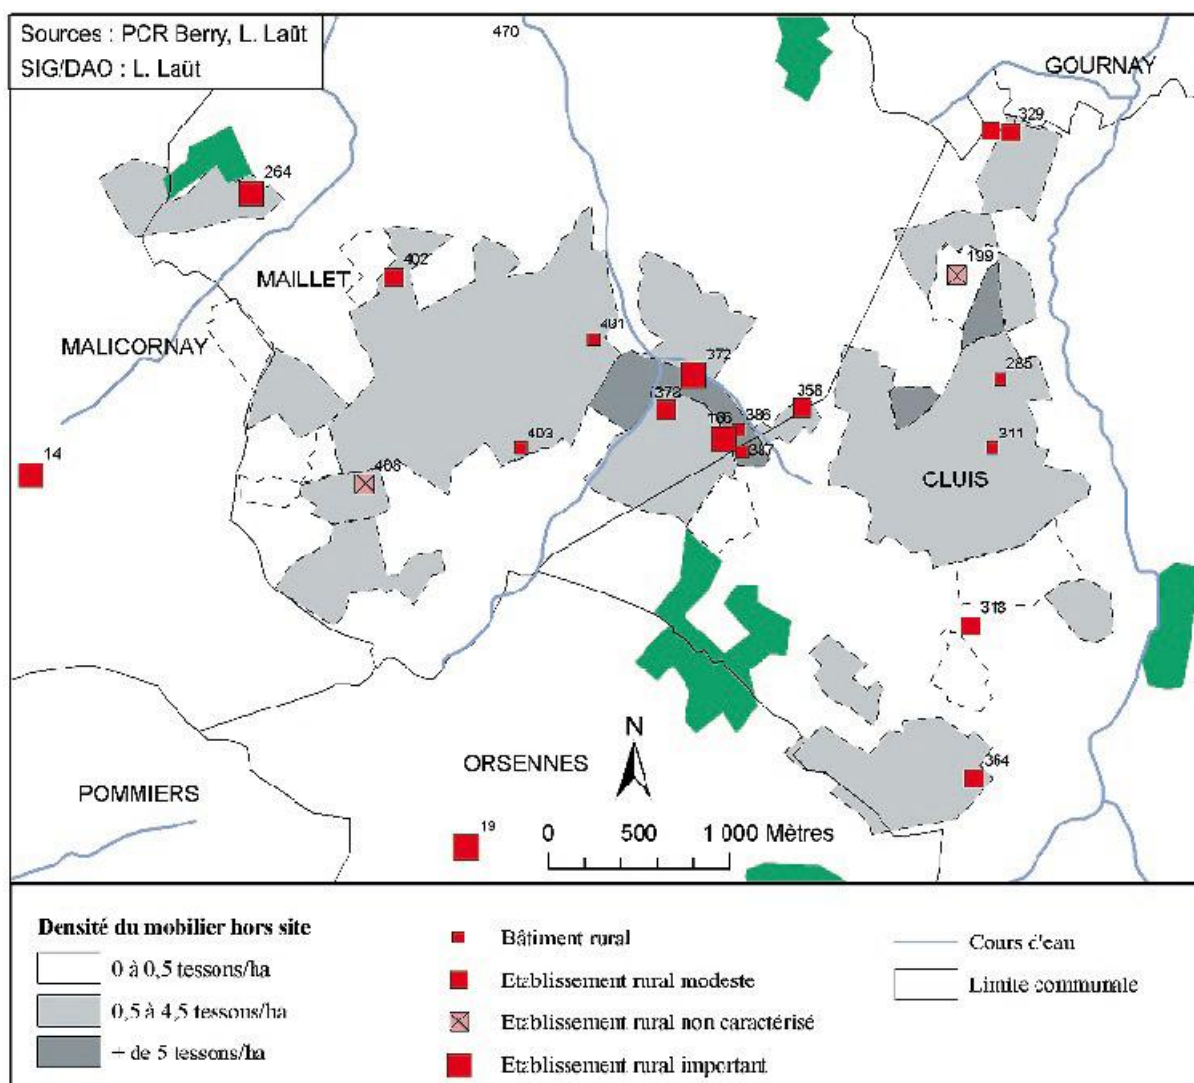 Sources : PCR Berry, L. Laüt
SIG/DAO : L. Laüt
470
GOURNAY
329
264
199
402
MAILLET
401
MALICORNAY
372
285
358
378
386
166
387
403
311
14
408
CLUIS
318
N
ORSENNES
364
POMMIERS
19
0 500 1 000 Mètres
Densité du mobilier hors site
0 à 0,5 tessons/ha
0,5 à 4,5 tessons/ha
+ de 5 tessons/ha
Bâtiment rural
Etablissement rural modeste
Etablissement rural non caractérisé
Etablissement rural important
Cours d'eau
Limite communale